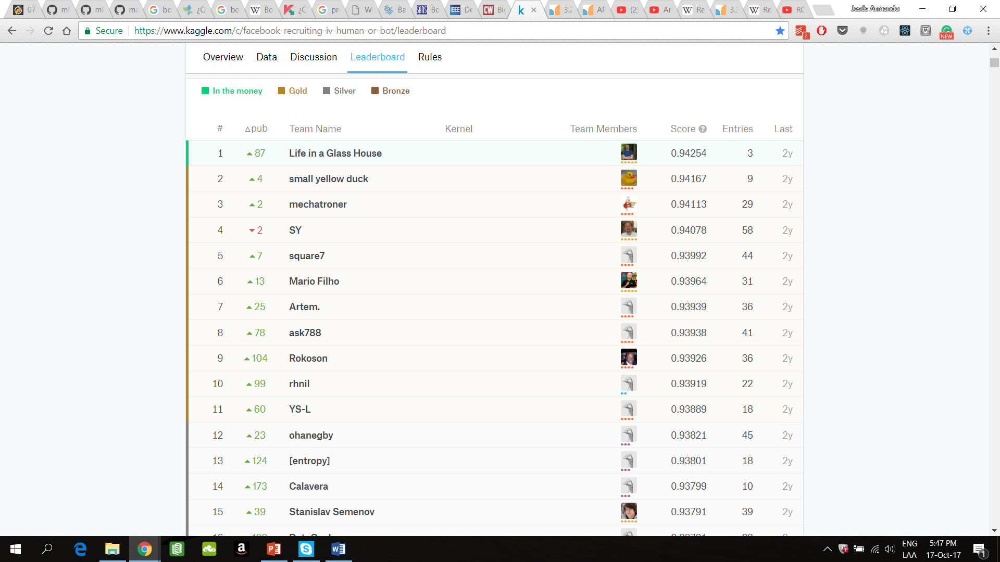 07 ml ml ma bo ¿C bo Bo ¿C pr W Ba Bo De Big 3.2 AF (2) Ar Re 3.3 Re RC Jesús Armando
Secure https://www.kaggle.com/c/facebook-recruiting-iv-human-or-bot/leaderboard ? NEW
Overview Data Discussion Leaderboard Rules
In the money Gold Silver Bronze
# △pub Team Name Kernel Team Members Score ? Entries Last
1 ▲ 87 Life in a Glass House 0.94254 3 2y
2 ▲ 4 small yellow duck 0.94167 9 2y
3 ▲ 2 mechatroner 0.94113 29 2y
4 ▼ 2 SY 0.94078 58 2y
5 ▲ 7 square7 0.93992 44 2y
6 ▲ 13 Mario Filho 0.93964 31 2y
7 ▲ 25 Artem. 0.93939 36 2y
8 ▲ 78 ask788 0.93938 41 2y
9 ▲ 104 Rokoson 0.93926 36 2y
10 ▲ 99 rhnil 0.93919 22 2y
11 ▲ 60 YS-L 0.93889 18 2y
12 ▲ 23 ohanegby 0.93821 45 2y
13 ▲ 124 [entropy] 0.93801 18 2y
14 ▲ 173 Calavera 0.93799 10 2y
15 ▲ 39 Stanislav Semenov 0.93791 39 2y
ENG 5:47 PM
LAA 17-Oct-17 1